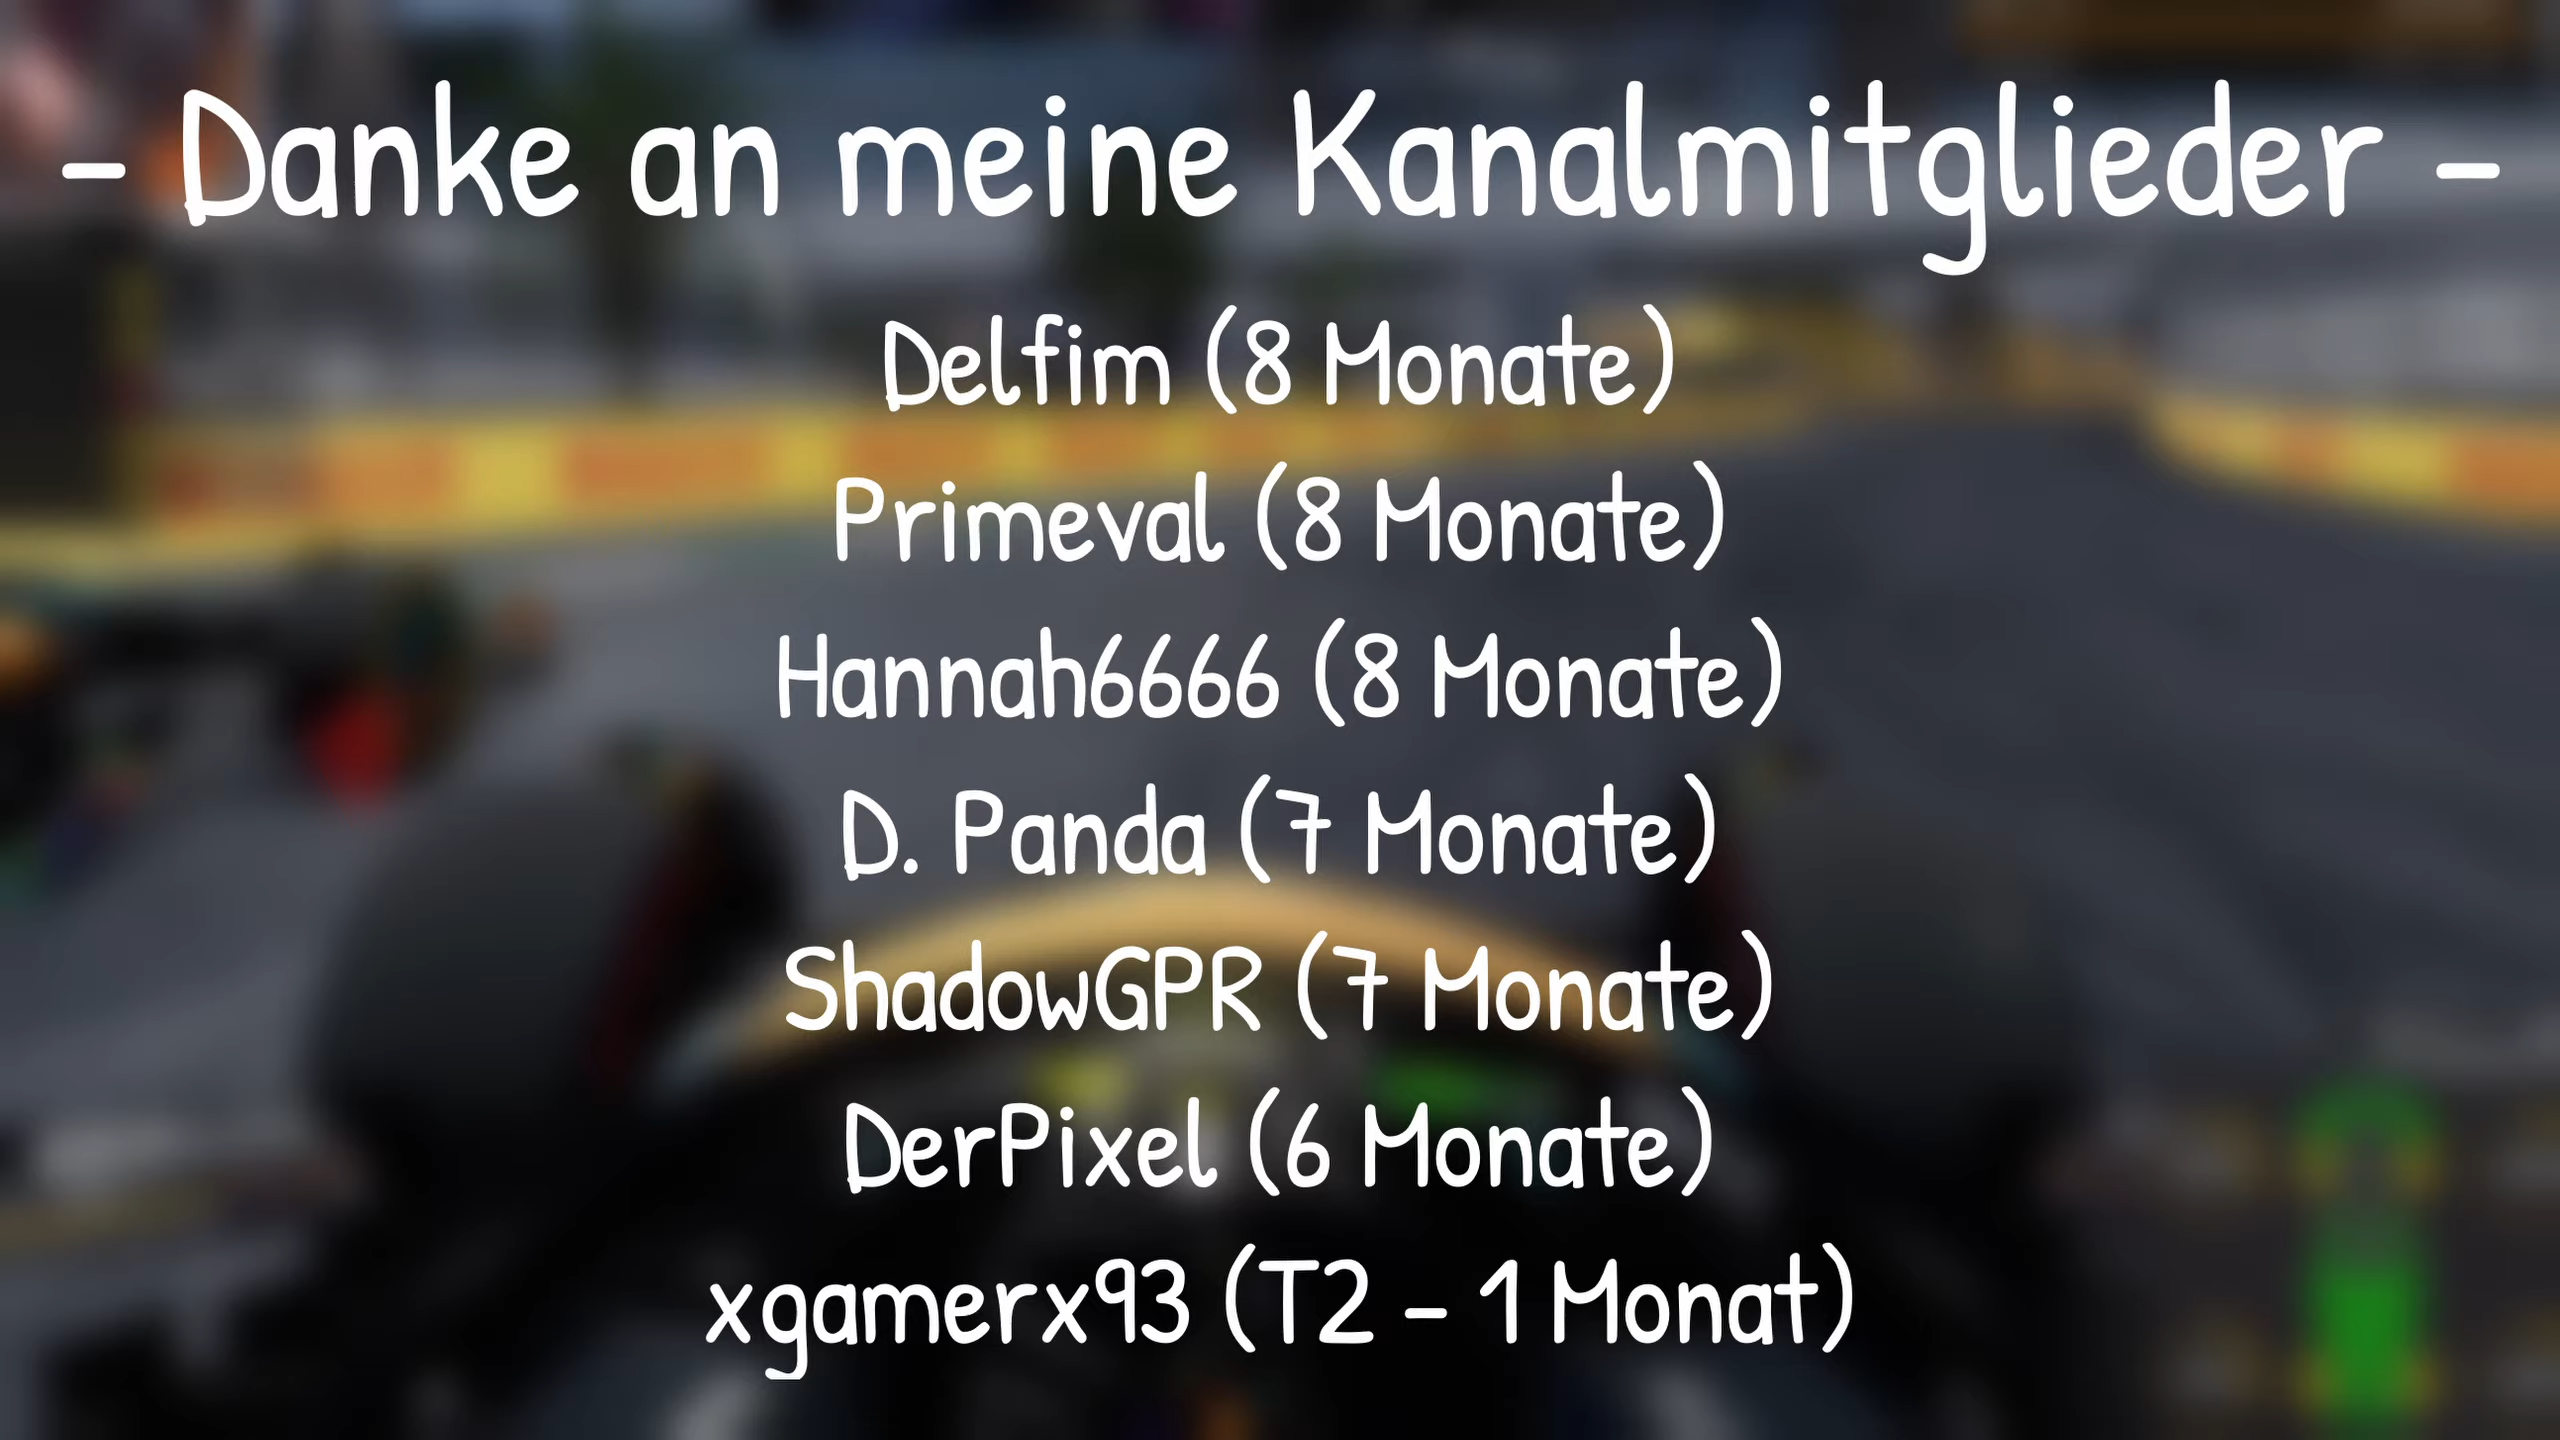 - Danke an meine Kanalmitglieder -
Delfim (8 Monate)
Primeval (8 Monate)
Hannah6666 (8 Monate)
D. Panda (7 Monate)
ShadowGPR (7 Monate)
DerPixel (6 Monate)
xgamerx93 (T2 - 1 Monat)